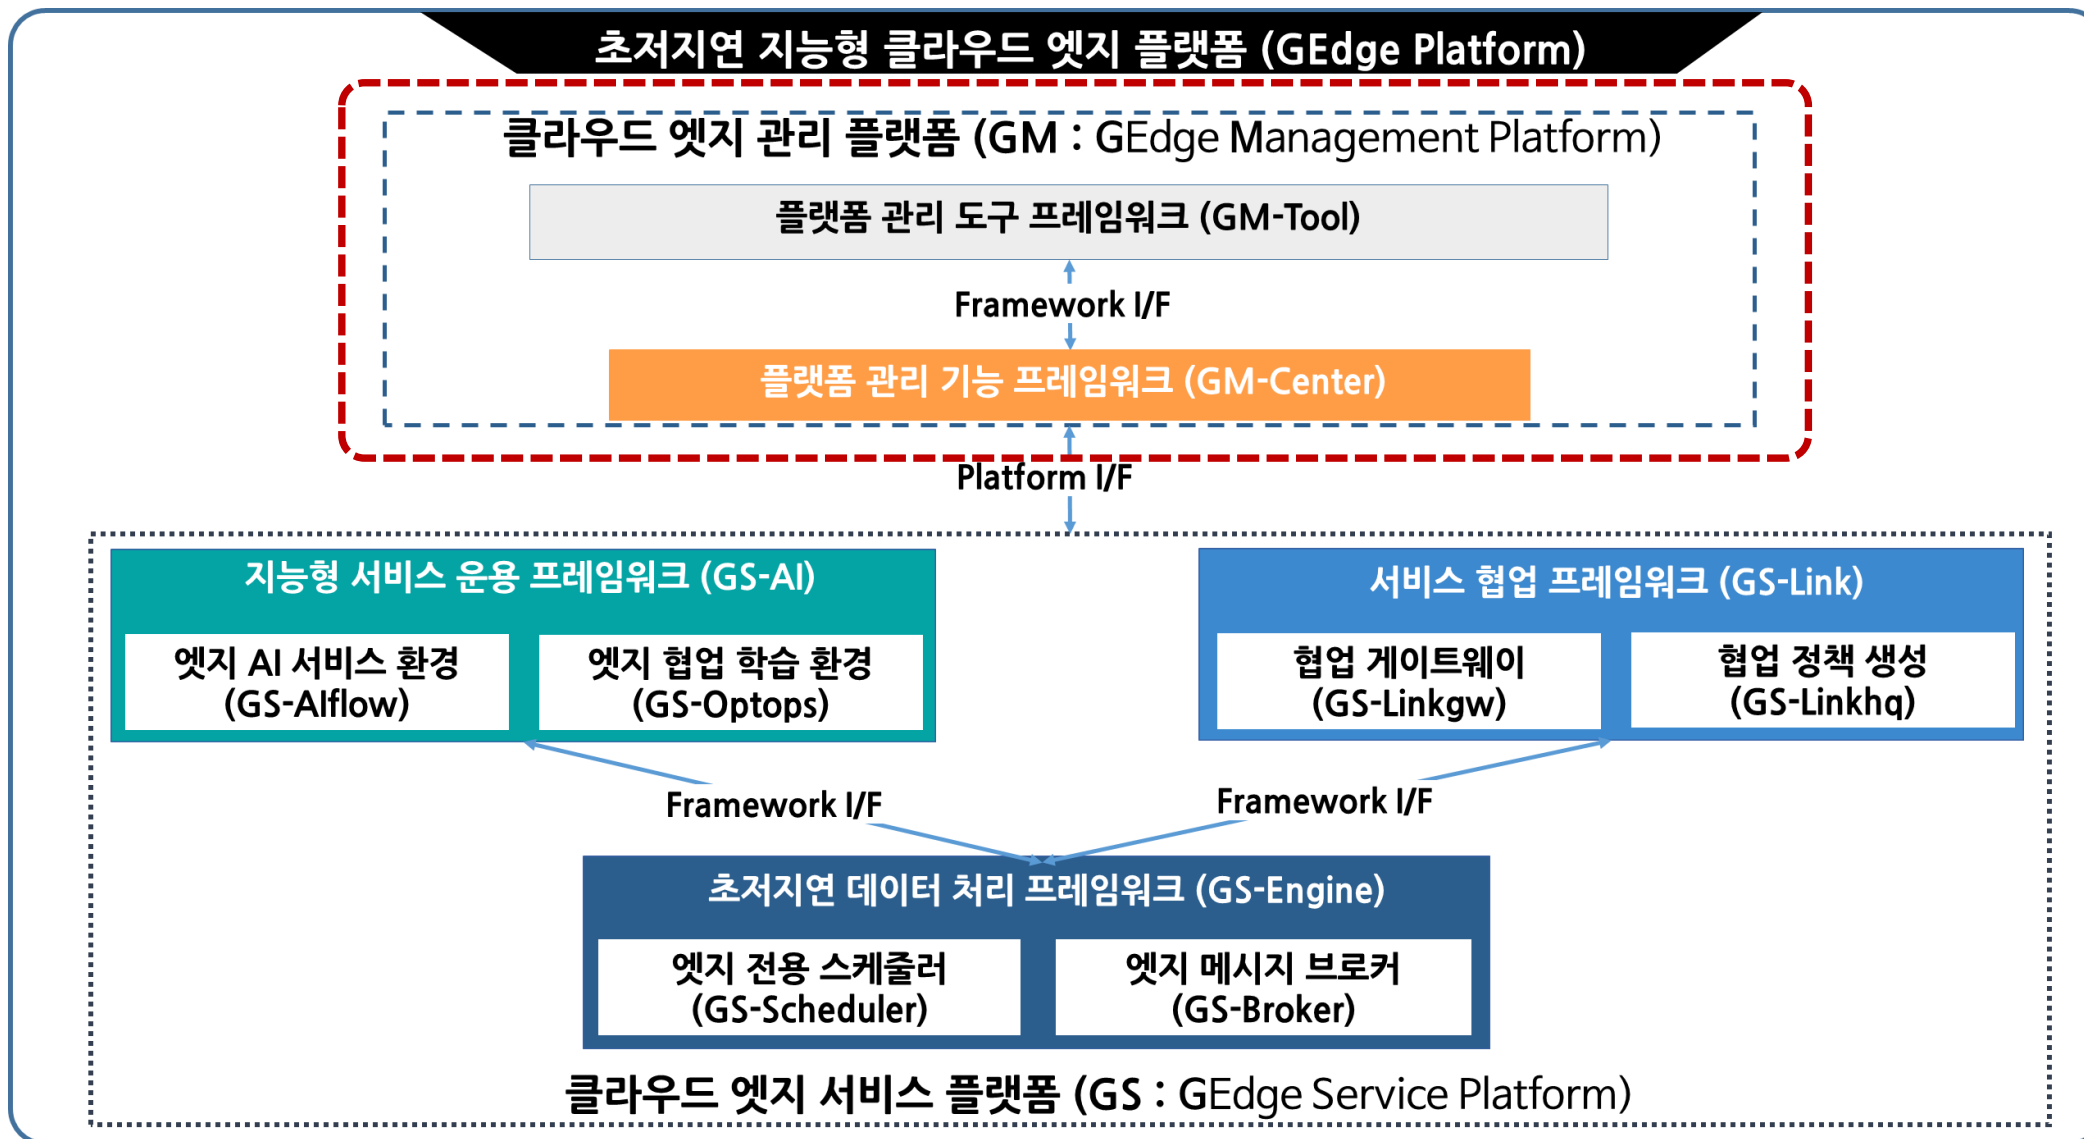 초저지연 지능형 클라우드 엣지 플랫폼 (GEdge Platform)
클라우드 엣지 관리 플랫폼 (GM : GEdge Management Platform)
플랫폼 관리 도구 프레임워크 (GM-Tool)
Framework I/F
플랫폼 관리 기능 프레임워크 (GM-Center)
Platform I/F
지능형 서비스 운용 프레임워크 (GS-AI)
엣지 AI 서비스 환경
(GS-AIflow)
엣지 협업 학습 환경
(GS-Optops)
서비스 협업 프레임워크 (GS-Link)
협업 게이트웨이
(GS-Linkgw)
협업 정책 생성
(GS-Linkhq)
Framework I/F
Framework I/F
초저지연 데이터 처리 프레임워크 (GS-Engine)
엣지 전용 스케줄러
(GS-Scheduler)
엣지 메시지 브로커
(GS-Broker)
클라우드 엣지 서비스 플랫폼 (GS : GEdge Service Platform)